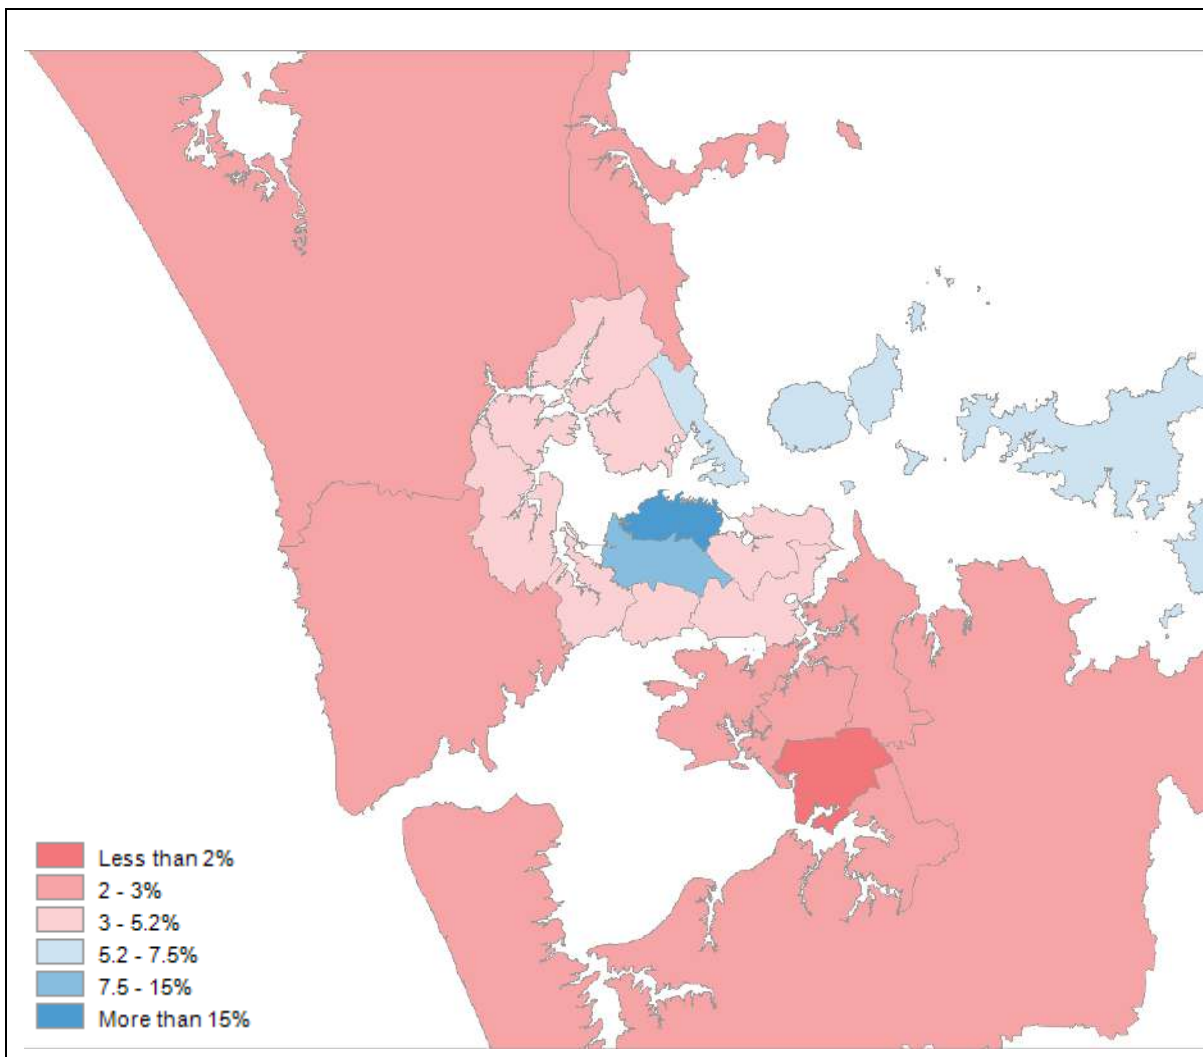 Less than 2%
2 - 3%
3 - 5.2%
5.2 - 7.5%
7.5 - 15%
More than 15%